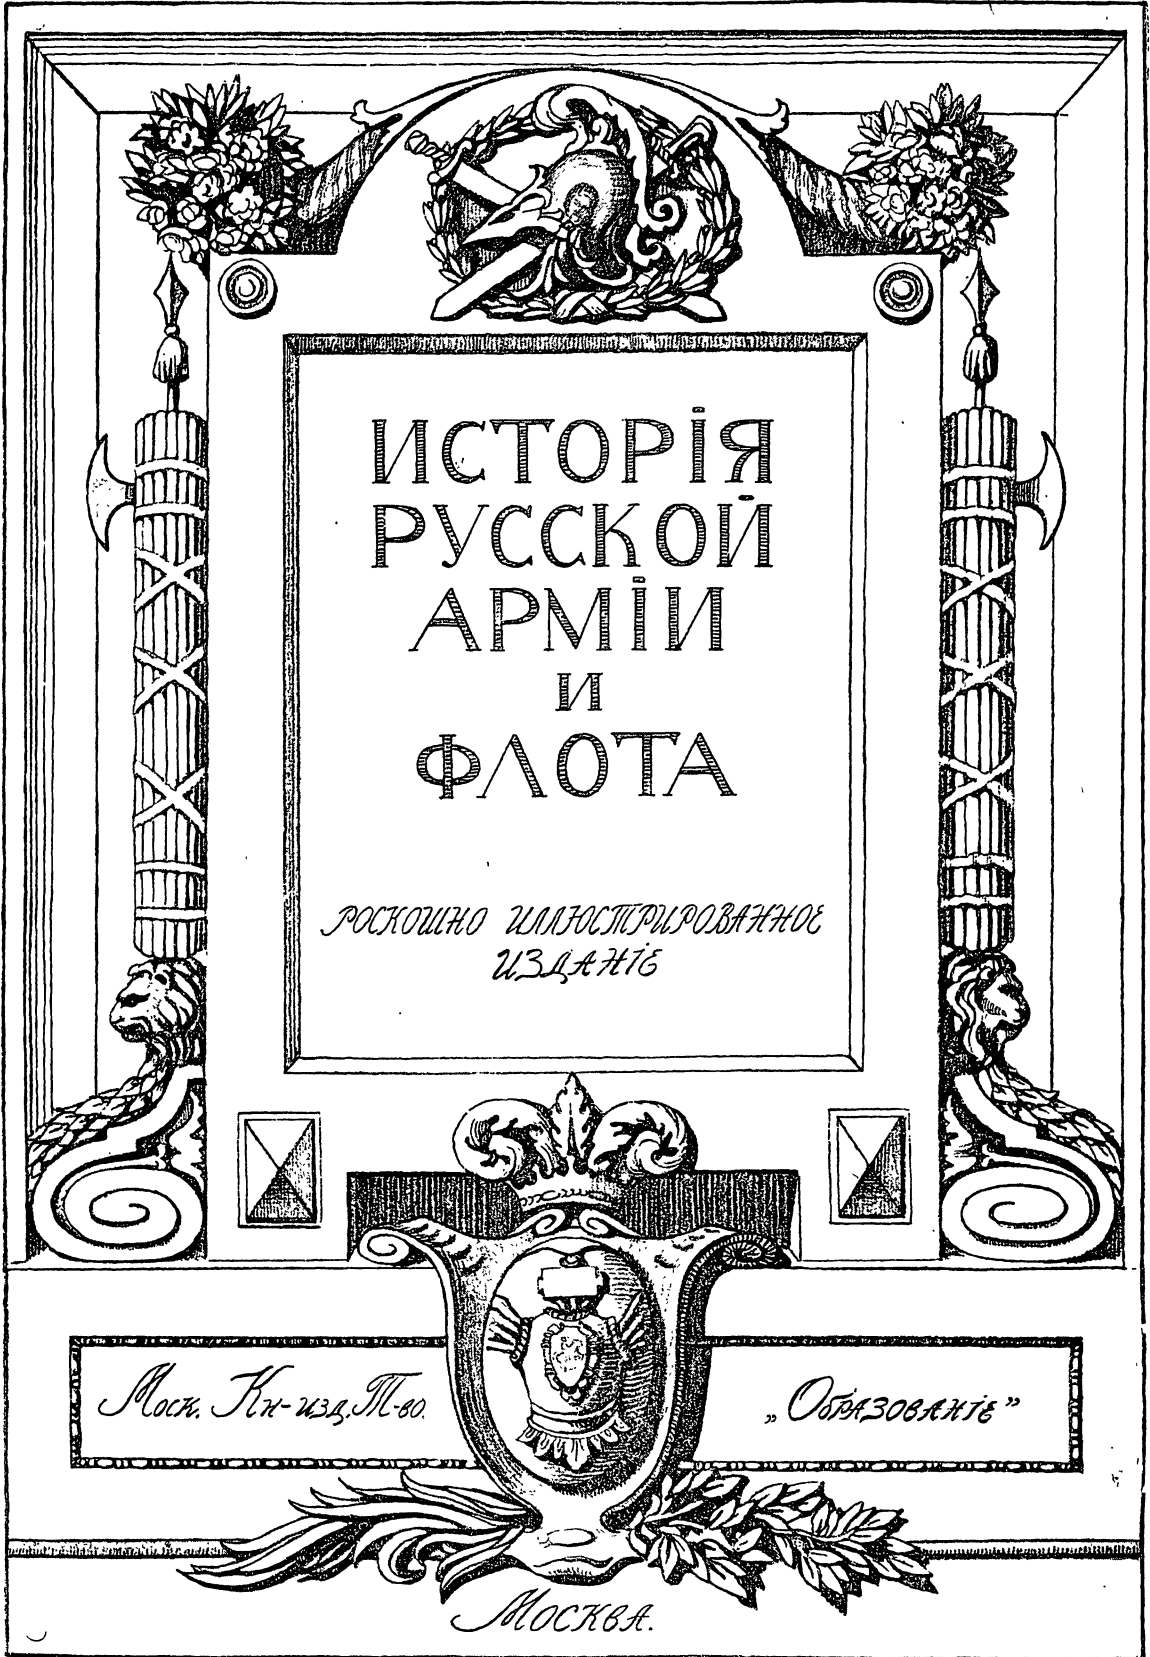 ИСТОРІЯ
РУССКОЙ
АРМІИ
И
ФЛОТА
РОСКОШНО ИЛЛЮСТРИРОВАННОЕ
ИЗДАНІЕ
Моск. Кн-изд. Т-во. „Образованіе”
Москва.